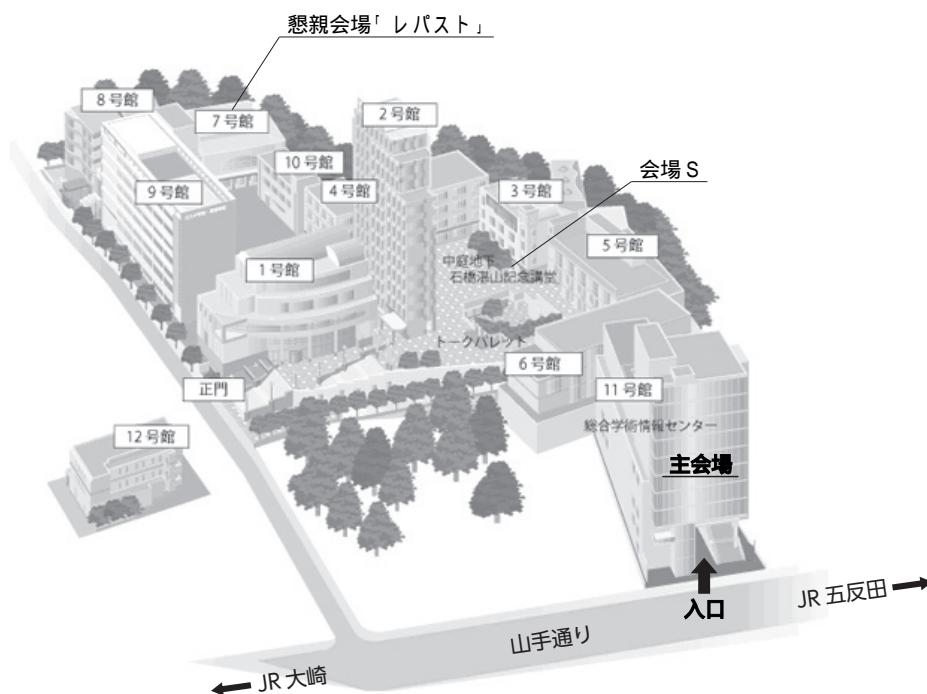 懇親会場「レパスト」
8号館
7号館
2号館
10号館
3号館
会場S
9号館
4号館
5号館
中庭地下
石橋湛山記念講堂
1号館
トークパレット
6号館
正門
11号館
総合学術情報センター
12号館
主会場
入口
JR五反田
山手通り
JR大崎